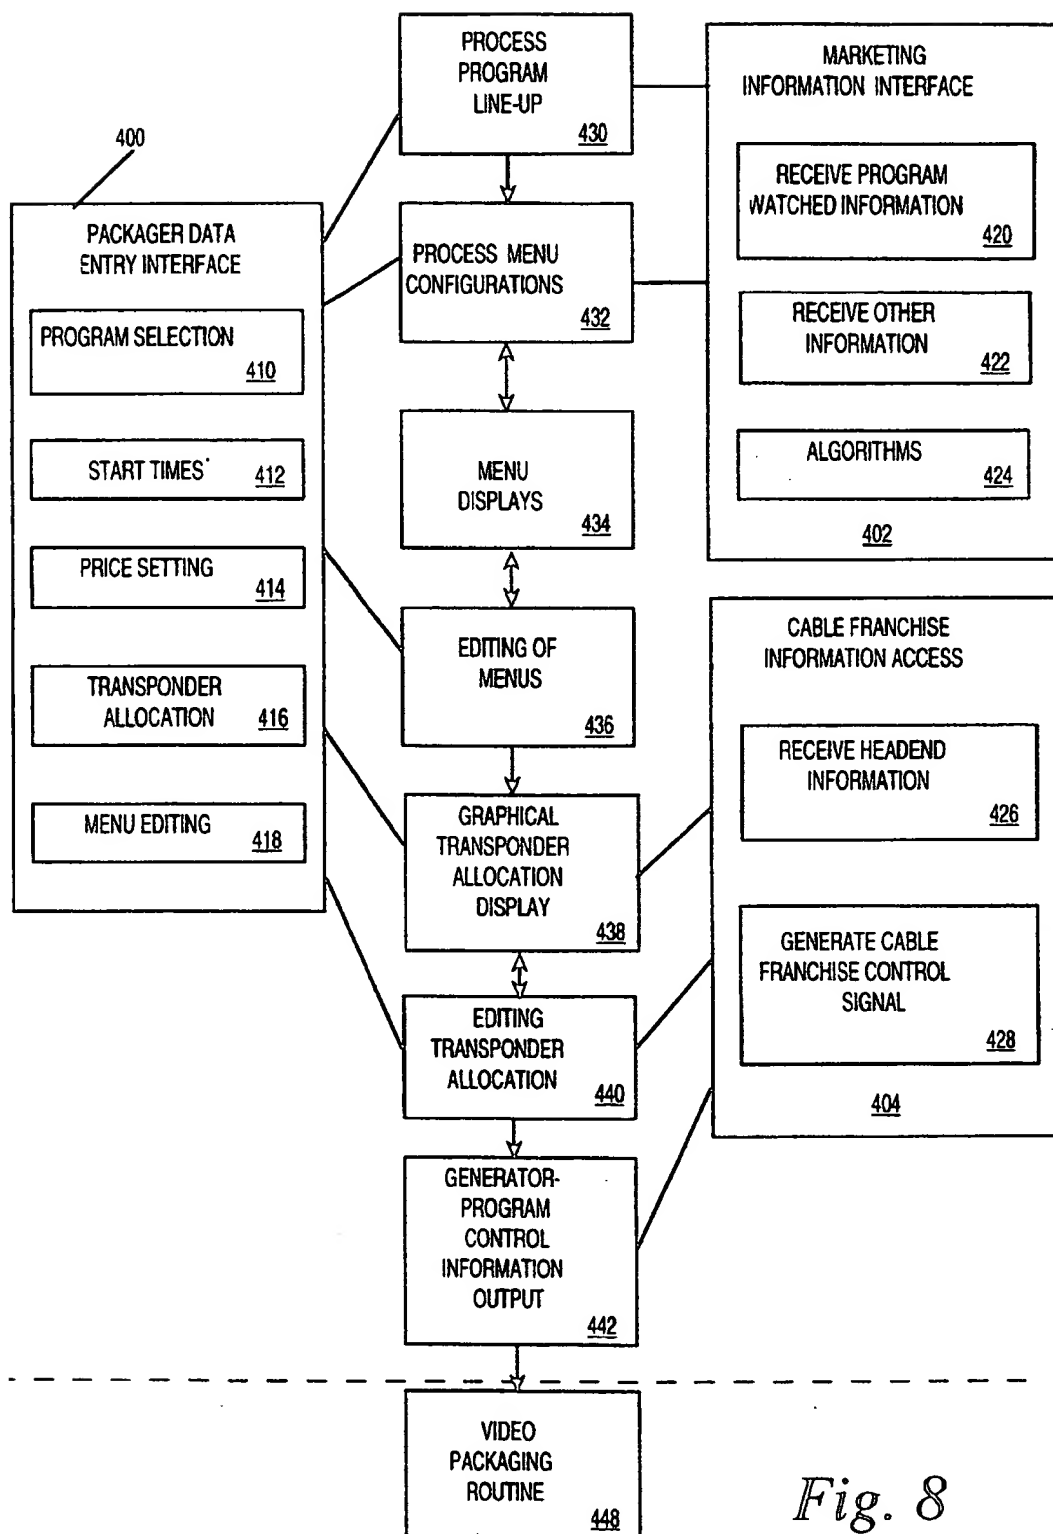 400
PACKAGER DATA
ENTRY INTERFACE
PROGRAM SELECTION
410
START TIMES
412
PRICE SETTING
414
TRANSPONDER
ALLOCATION
416
MENU EDITING
418
PROCESS
PROGRAM
LINE-UP
430
PROCESS MENU
CONFIGURATIONS
432
MENU
DISPLAYS
434
EDITING OF
MENUS
436
GRAPHICAL
TRANSPONDER
ALLOCATION
DISPLAY
438
EDITING
TRANSPONDER
ALLOCATION
440
GENERATOR-
PROGRAM
CONTROL
INFORMATION
OUTPUT
442
VIDEO
PACKAGING
ROUTINE
448
MARKETING
INFORMATION INTERFACE
RECEIVE PROGRAM
WATCHED INFORMATION
420
RECEIVE OTHER
INFORMATION
422
ALGORITHMS
424
402
CABLE FRANCHISE
INFORMATION ACCESS
RECEIVE HEADEND
INFORMATION
426
GENERATE CABLE
FRANCHISE CONTROL
SIGNAL
428
404
Fig. 8